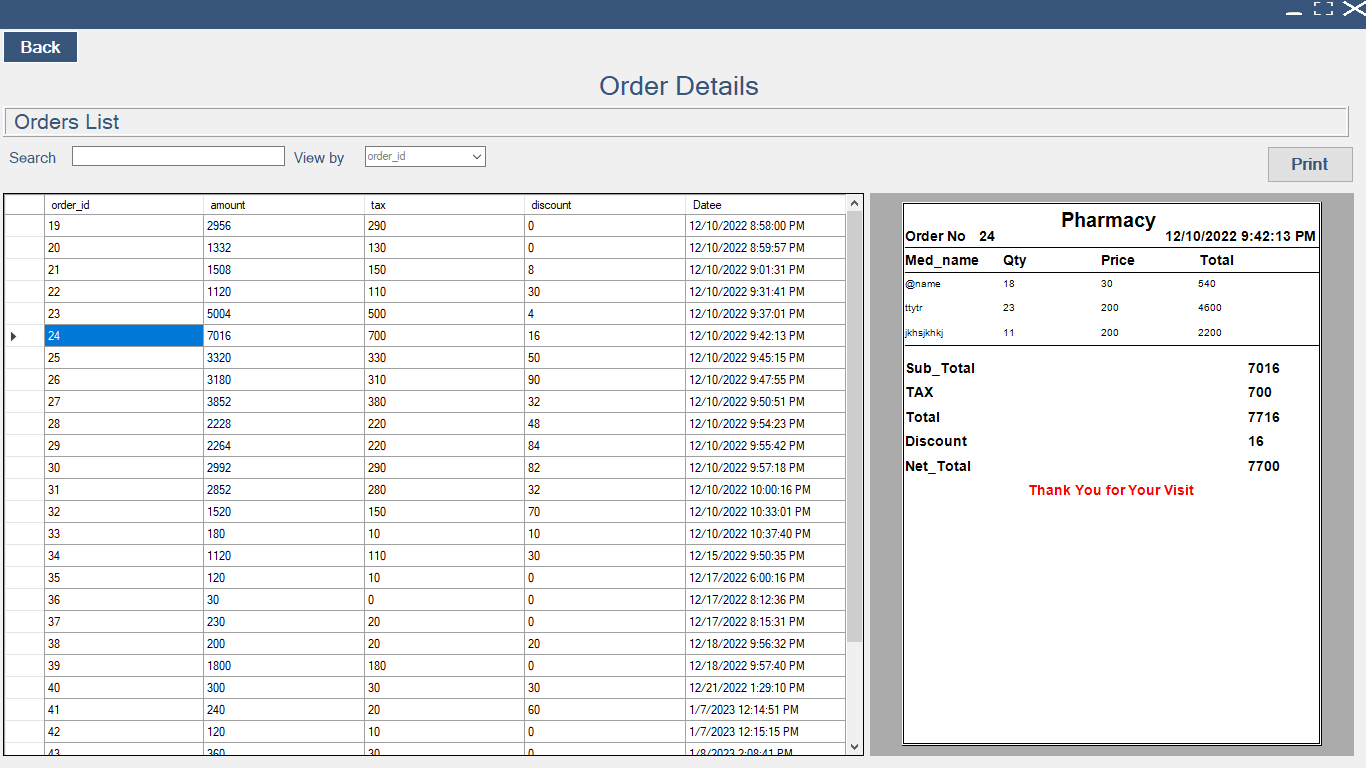 Back
Order Details
Orders List
Search View by order_id
Print
order_id amount tax discount Datee
19 2956 290 0 12/10/2022 8:58:00 PM
20 1332 130 0 12/10/2022 8:59:57 PM
21 1508 150 8 12/10/2022 9:01:31 PM
22 1120 110 30 12/10/2022 9:31:41 PM
23 5004 500 4 12/10/2022 9:37:01 PM
24 7016 700 16 12/10/2022 9:42:13 PM
25 3320 330 50 12/10/2022 9:45:15 PM
26 3180 310 90 12/10/2022 9:47:55 PM
27 3852 380 32 12/10/2022 9:50:51 PM
28 2228 220 48 12/10/2022 9:54:23 PM
29 2264 220 84 12/10/2022 9:55:42 PM
30 2992 290 82 12/10/2022 9:57:18 PM
31 2852 280 32 12/10/2022 10:00:16 PM
32 1520 150 70 12/10/2022 10:33:01 PM
33 180 10 10 12/10/2022 10:37:40 PM
34 1120 110 30 12/15/2022 9:50:35 PM
35 120 10 0 12/17/2022 6:00:16 PM
36 30 0 0 12/17/2022 8:12:36 PM
37 230 20 0 12/17/2022 8:15:31 PM
38 200 20 20 12/18/2022 9:56:32 PM
39 1800 180 0 12/18/2022 9:57:40 PM
40 300 30 30 12/21/2022 1:29:10 PM
41 240 20 60 1/7/2023 12:14:51 PM
42 120 10 0 1/7/2023 12:15:15 PM
43 360 30 0 1/8/2023 2:08:41 PM
Pharmacy
Order No 24 12/10/2022 9:42:13 PM
Med_name Qty Price Total
@name 18 30 540
ttytr 23 200 4600
jkhsjkhkj 11 200 2200
Sub_Total 7016
TAX 700
Total 7716
Discount 16
Net_Total 7700
Thank You for Your Visit